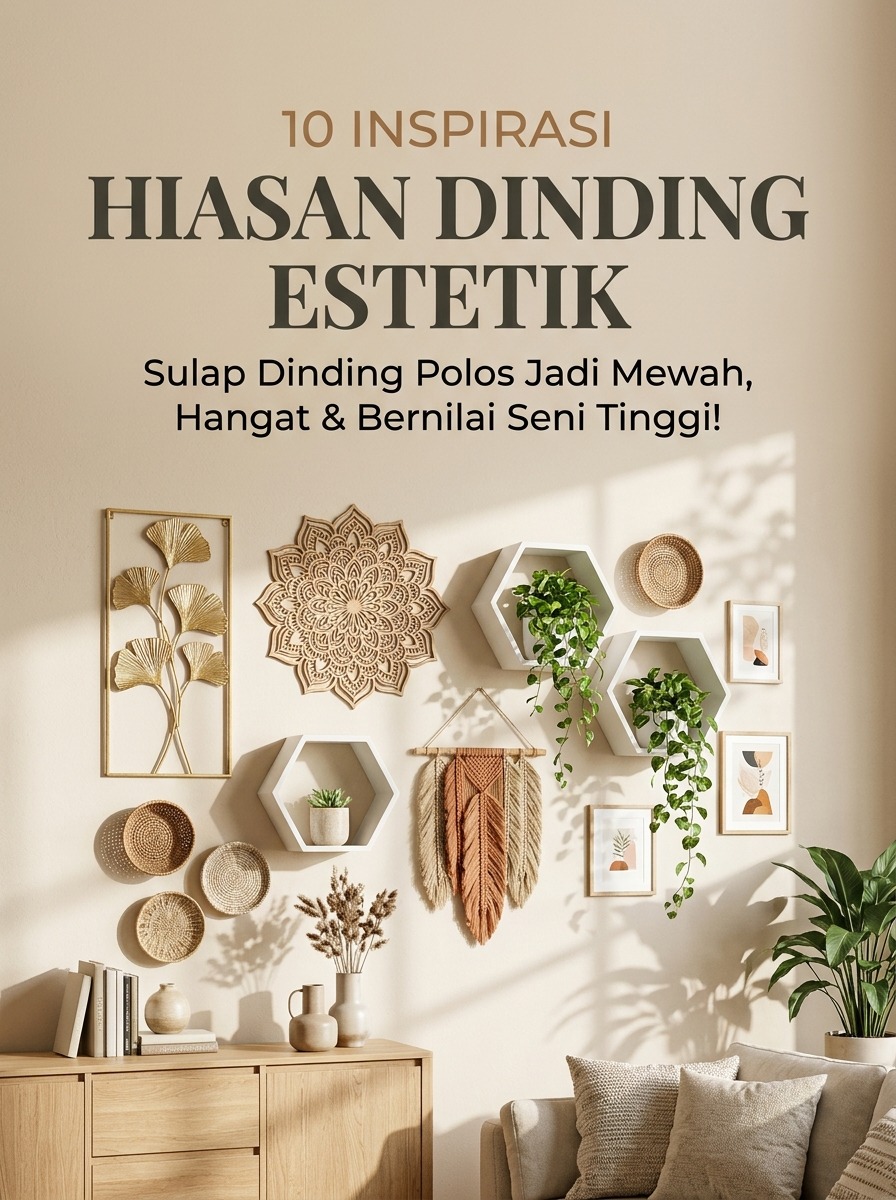 10 INSPIRASI
HIASAN DINDING
ESTETIK
Sulap Dinding Polos Jadi Mewah,
Hangat & Bernilai Seni Tinggi!